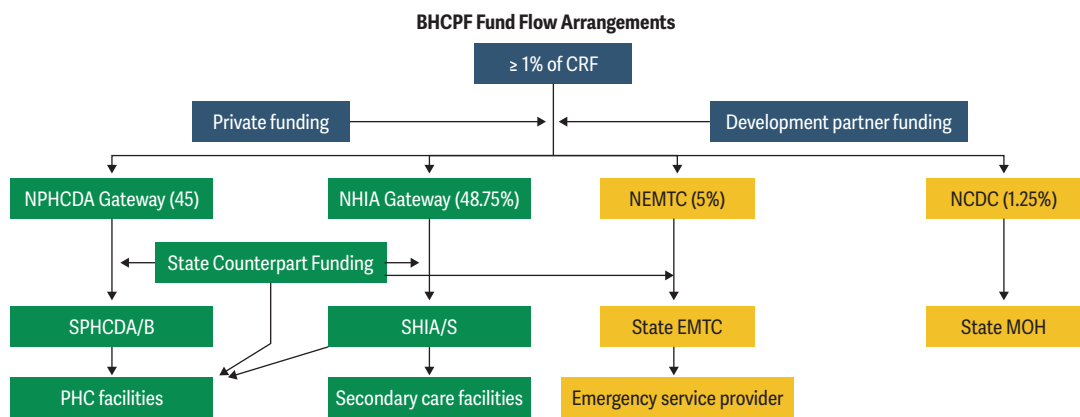 BHCPF Fund Flow Arrangements
≥ 1% of CRF
Private funding
Development partner funding
NPHCDA Gateway (45)
NHIA Gateway (48.75%)
NEMTC (5%)
NCDC (1.25%)
State Counterpart Funding
SPHCDA/B
SHIA/S
State EMTC
State MOH
PHC facilities
Secondary care facilities
Emergency service provider